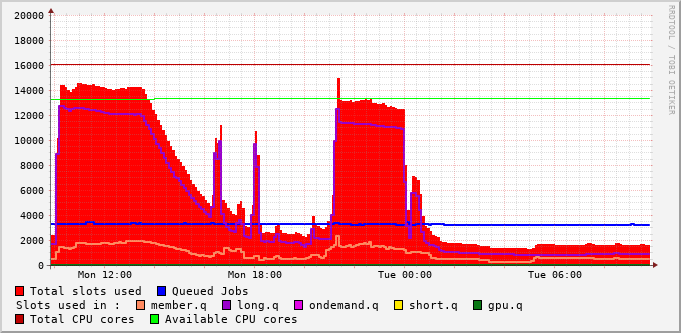 20000
18000
16000
14000
12000
10000
8000
6000
4000
2000
0
Mon 12:00 Mon 18:00 Tue 00:00 Tue 06:00
RRDTOOL / TOBI OETIKER
Total slots used Queued Jobs
Slots used in : member.q long.q ondemand.q short.q gpu.q
Total CPU cores Available CPU cores